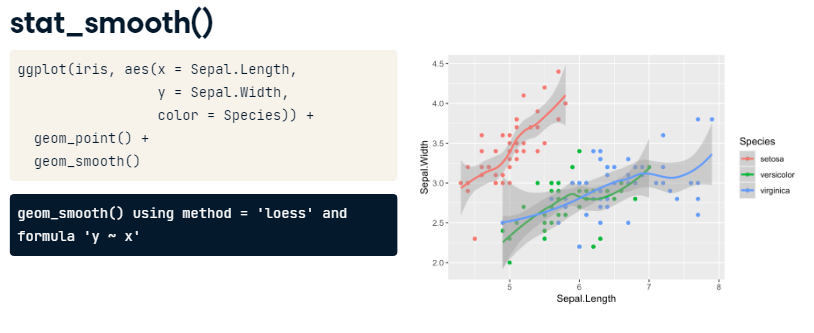 stat_smooth()
ggplot(iris, aes(x = Sepal.Length,
y = Sepal.Width,
color = Species)) +
geom_point() +
geom_smooth()
geom_smooth() using method = 'loess' and
formula 'y ~ x'
4.5
4.0
3.5
3.0
2.5
2.0
Sepal.Width
5
6
7
8
Sepal.Length
Species
setosa
versicolor
virginica